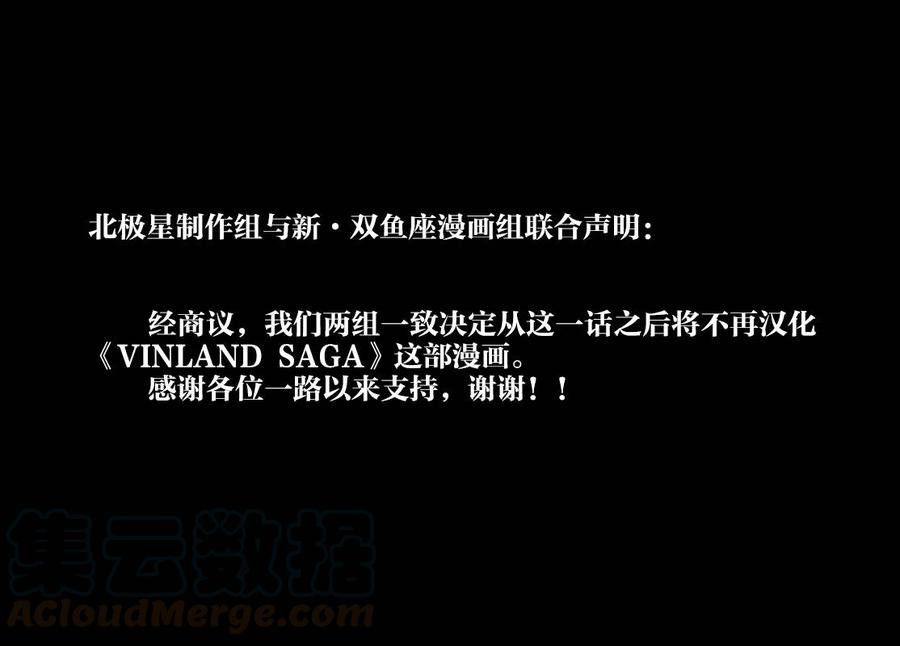 北极星制作组与新·双鱼座漫画组联合声明：
经商议，我们两组一致决定从这一话之后将不再汉化
《VINLAND SAGA》这部漫画。
感谢各位一路以来支持，谢谢！！
集云数据
ACloudMerge.com